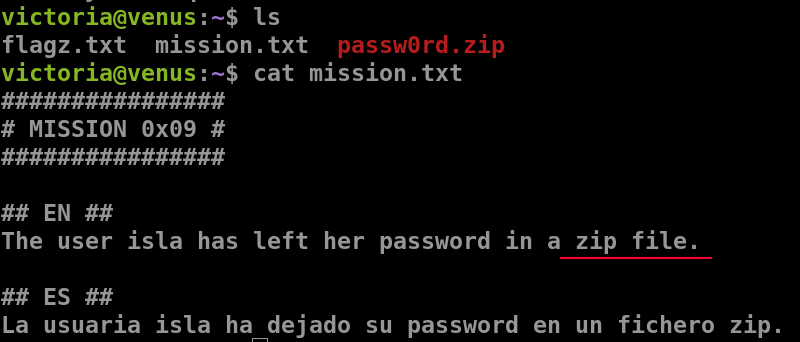 victoria@venus:~$ ls
flagz.txt  mission.txt  passw0rd.zip
victoria@venus:~$ cat mission.txt
################
# MISSION 0x09 #
################
## EN ##
The user isla has left her password in a zip file.
## ES ##
La usuaria isla ha dejado su password en un fichero zip.